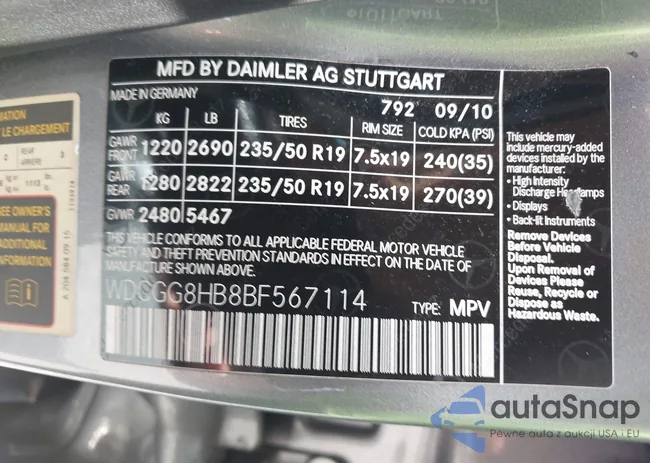 MFD BY DAIMLER AG STUTTGART
MADE IN GERMANY
792 09/10
KG LB TIRES RIM SIZE COLD KPA (PSI)
GAWR FRONT 1220 2690 235/50 R19 7.5x19 240(35)
GAWR REAR 1280 2822 235/50 R19 7.5x19 270(39)
GVWR 2480 5467
THIS VEHICLE CONFORMS TO ALL APPLICABLE FEDERAL MOTOR VEHICLE
SAFETY AND THEFT PREVENTION STANDARDS IN EFFECT ON THE DATE OF
MANUFACTURE SHOWN ABOVE.
WDCGG8HB8BF567114
TYPE: MPV
This vehicle may
include mercury-added
devices installed by the
manufacturer:
- High Intensity
Discharge Headlamps
- Displays
- Back-lit Instruments
Remove Devices
Before Vehicle
Disposal.
Upon Removal of
Devices Please
Reuse, Recycle or
Dispose as
Hazardous Waste.
LE CHARGEMENT
REAR
ARRIERE
SEE OWNER'S
MANUAL FOR
ADDITIONAL
INFORMATION
A 204 584 09 15
autaSnap
Pewne auta z aukcji USA i EU